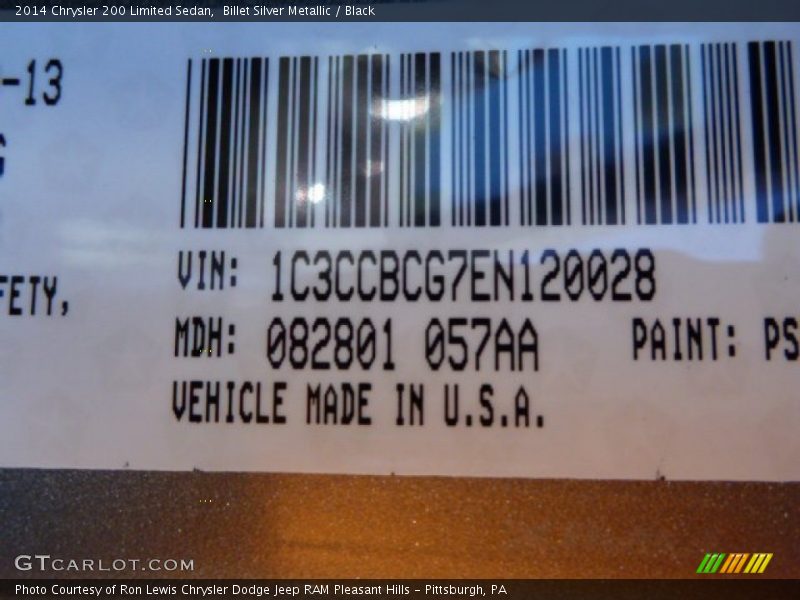 2014 Chrysler 200 Limited Sedan,  Billet Silver Metallic / Black
-13
VIN: 1C3CCBCG7EN120028
FETY,
MDH: 082801 057AA PAINT: PS
VEHICLE MADE IN U.S.A.
GTCARLOT.COM
Photo Courtesy of Ron Lewis Chrysler Dodge Jeep RAM Pleasant Hills - Pittsburgh, PA